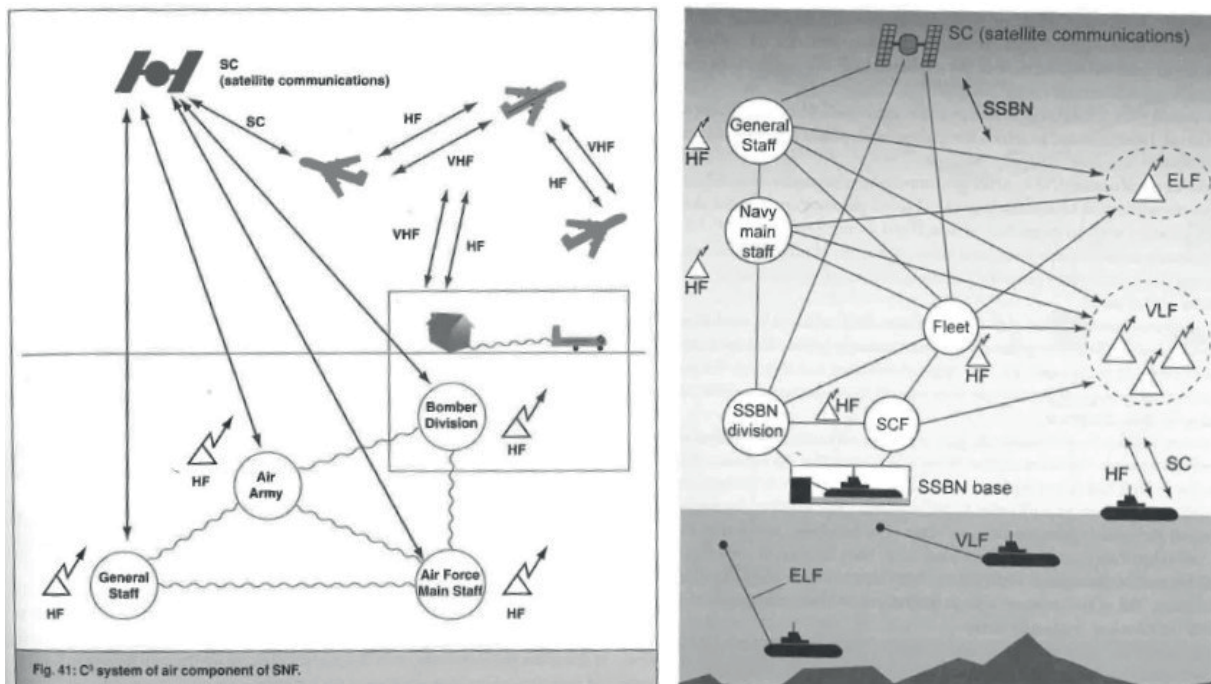 SC
(satellite communications)
SC
HF
VHF
HF
VHF
VHF
HF
Bomber
Division
HF
HF
Air
Army
General
Staff
HF
Air Force
Main Staff
HF
Fig. 41: C³ system of air component of SNF.
SC (satellite communications)
SSBN
General
Staff
HF
ELF
Navy
main
staff
HF
VLF
Fleet
HF
SSBN
division
HF
SCF
SSBN base
HF
SC
VLF
ELF